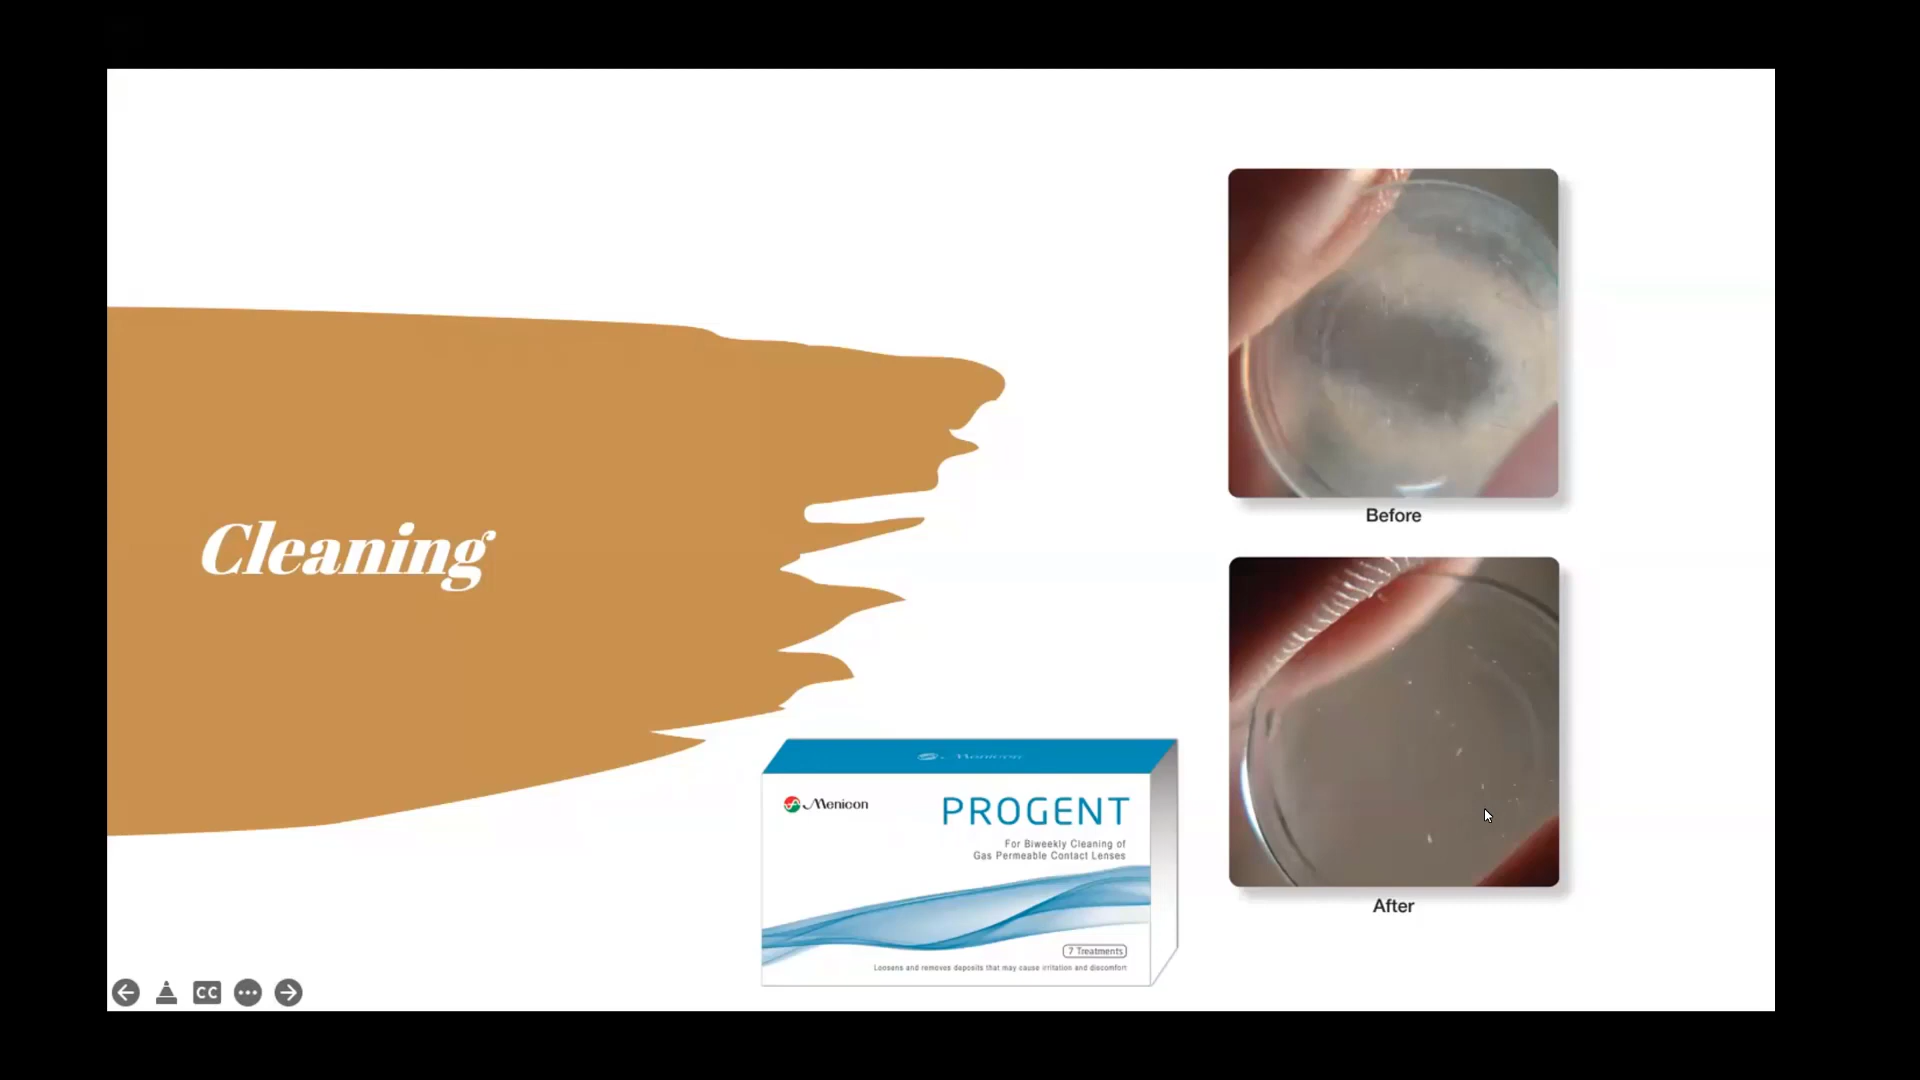 Cleaning
Before
After
Menicon
Menicon
PROGENT
For Biweekly Cleaning of
Gas Permeable Contact Lenses
7 Treatments
Loosens and removes deposits that may cause irritation and discomfort
CC